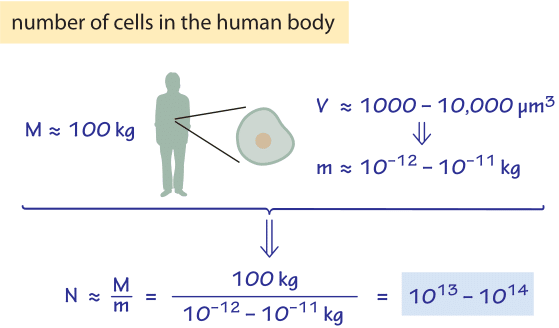 number of cells in the human body
M ≈ 100 kg
V ≈ 1000 – 10,000 µm³
⇓
m ≈ 10⁻¹² – 10⁻¹¹ kg
⇓
N ≈ M/m = 100 kg / 10⁻¹² – 10⁻¹¹ kg = 10¹³ – 10¹⁴